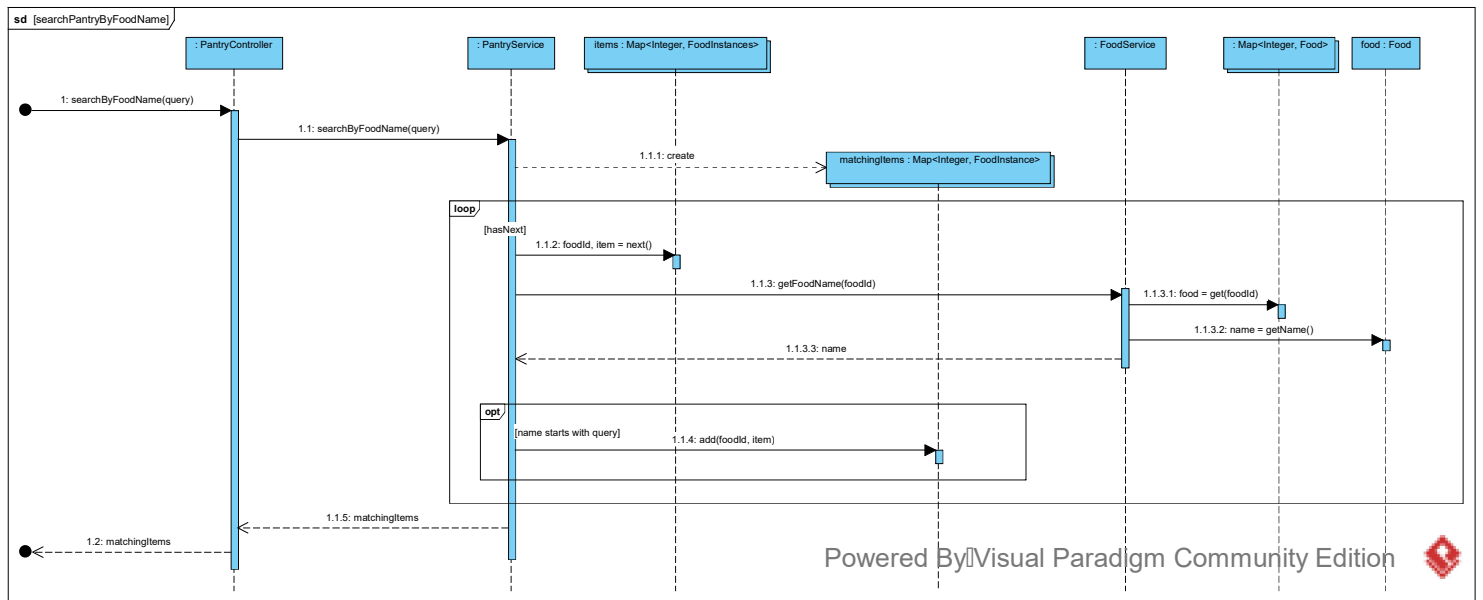 sd [searchPantryByFoodName]
: PantryController
: PantryService
items : Map<Integer, FoodInstances>
: FoodService
: Map<Integer, Food>
food : Food
1: searchByFoodName(query)
1.1: searchByFoodName(query)
1.1.1: create
matchingItems : Map<Integer, FoodInstance>
loop
[hasNext]
1.1.2: foodId, item = next()
1.1.3: getFoodName(foodId)
1.1.3.1: food = get(foodId)
1.1.3.2: name = getName()
1.1.3.3: name
opt
[name starts with query]
1.1.4: add(foodId, item)
1.1.5: matchingItems
1.2: matchingItems
Powered By Visual Paradigm Community Edition